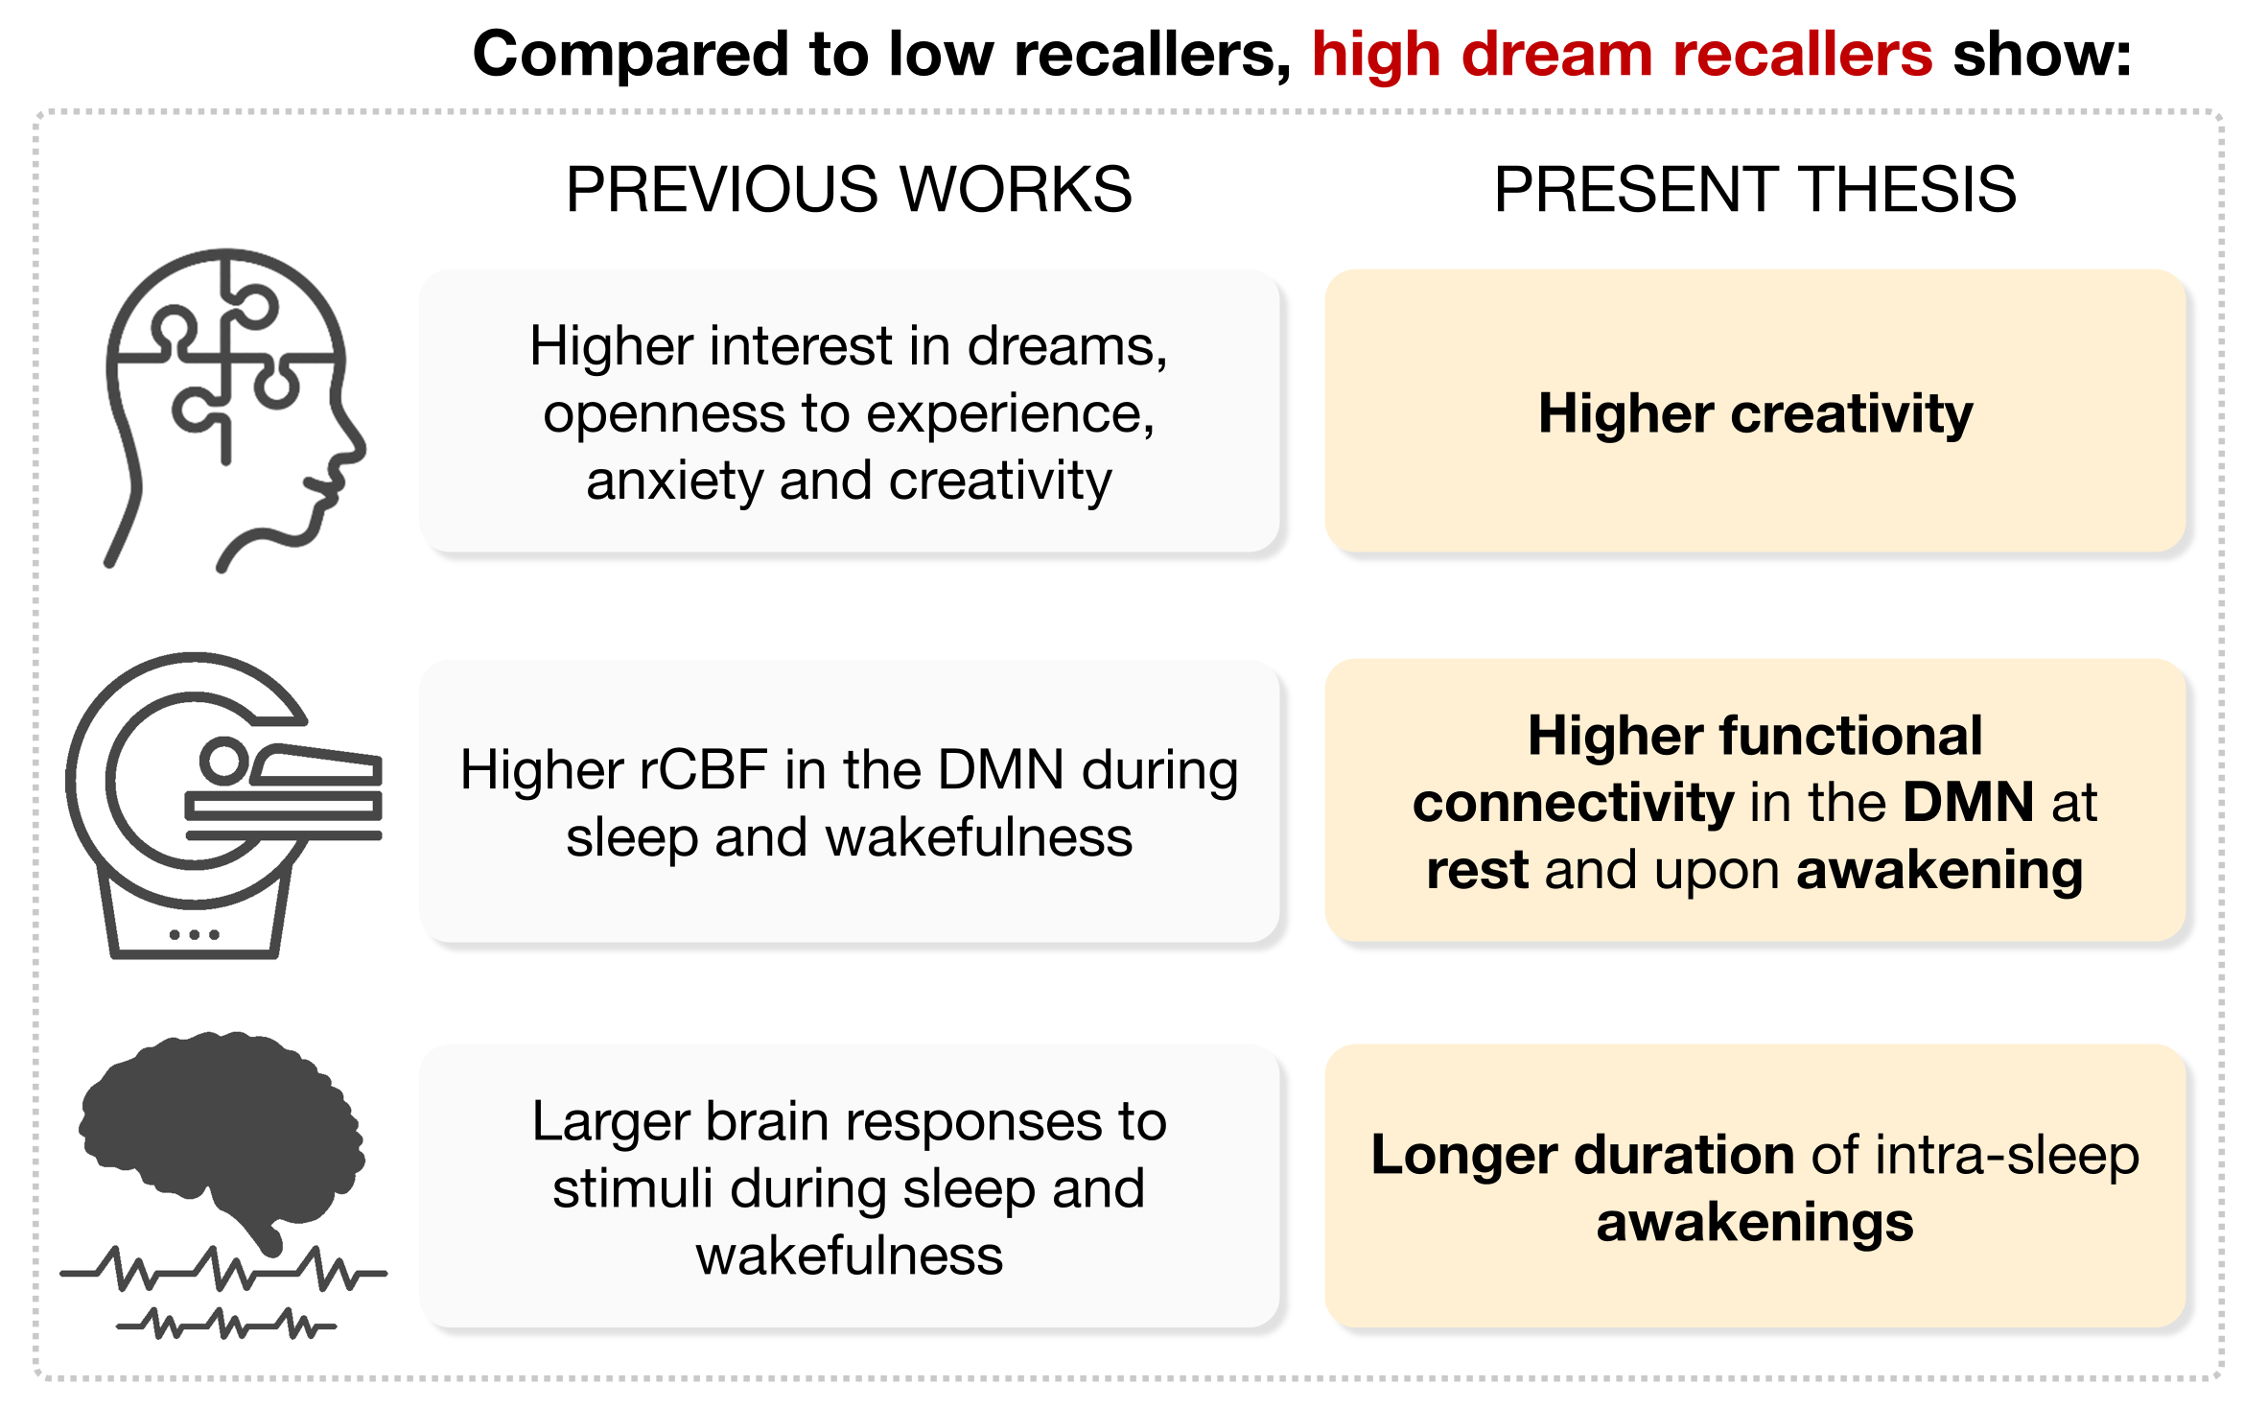 Compared to low recallers, high dream recallers show:
PREVIOUS WORKS
PRESENT THESIS
Higher interest in dreams,
openness to experience,
anxiety and creativity
Higher creativity
Higher rCBF in the DMN during
sleep and wakefulness
Higher functional
connectivity in the DMN at
rest and upon awakening
Larger brain responses to
stimuli during sleep and
wakefulness
Longer duration of intra-sleep
awakenings